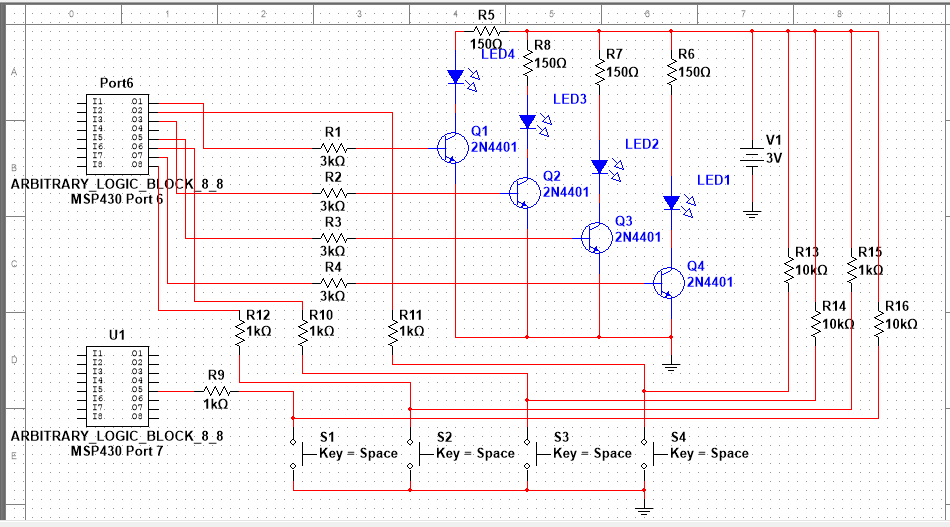 0 1 2 3 4 5 6 7 8
A
B
C
D
E
R5
150Ω
LED4
R8
150Ω
R7
150Ω
R6
150Ω
Port6
I1 O1
I2 O2
I3 O3
I4 O4
I5 O5
I6 O6
I7 O7
I8 O8
ARBITRARY_LOGIC_BLOCK_8_8
MSP430 Port 6
LED3
LED2
LED1
R1
3kΩ
Q1
2N4401
R2
3kΩ
Q2
2N4401
R3
3kΩ
Q3
2N4401
R4
3kΩ
Q4
2N4401
V1
3V
R13
10kΩ
R15
1kΩ
R14
10kΩ
R16
10kΩ
R12
1kΩ
R10
1kΩ
R11
1kΩ
U1
I1 O1
I2 O2
I3 O3
I4 O4
I5 O5
I6 O6
I7 O7
I8 O8
ARBITRARY_LOGIC_BLOCK_8_8
MSP430 Port 7
R9
1kΩ
S1
Key = Space
S2
Key = Space
S3
Key = Space
S4
Key = Space